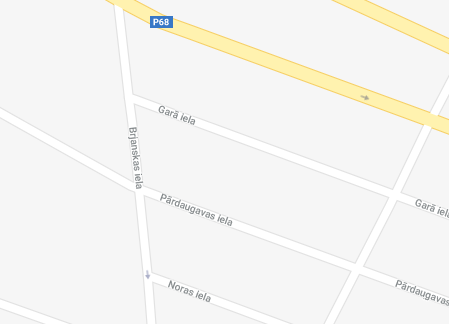 P68
Garā iela
Brjanskas iela
Pārdaugavas iela
Garā iela
Noras iela
Pārdaugavas